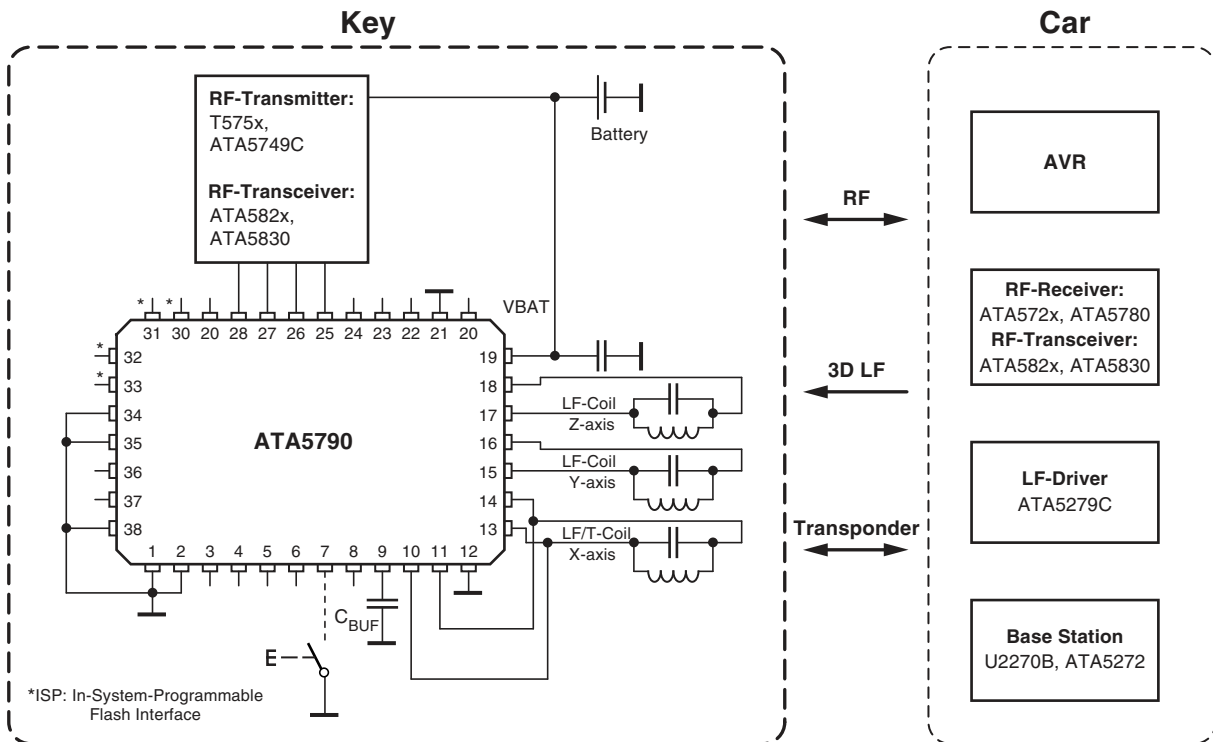 Key
Car
RF-Transmitter:
T575x,
ATA5749C
RF-Transceiver:
ATA582x,
ATA5830
Battery
VBAT
* *
31 30 20 28 27 26 25 24 23 22 21 20
* 32
* 33
34
35
36
37
38
19
18
17
16
15
14
13
ATA5790
1 2 3 4 5 6 7 8 9 10 11 12
LF-Coil
Z-axis
LF-Coil
Y-axis
LF/T-Coil
X-axis
CBUF
*ISP: In-System-Programmable
Flash Interface
RF
3D LF
Transponder
AVR
RF-Receiver:
ATA572x, ATA5780
RF-Transceiver:
ATA582x, ATA5830
LF-Driver
ATA5279C
Base Station
U2270B, ATA5272